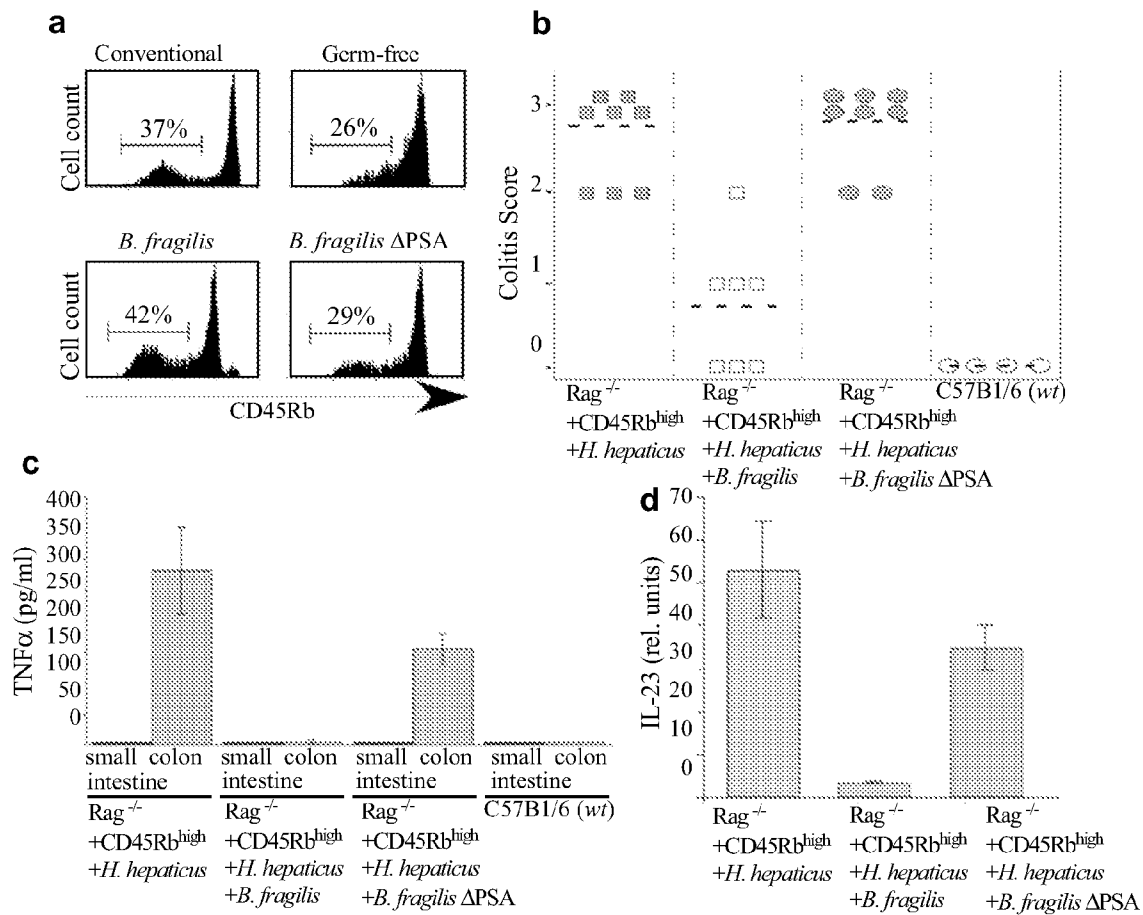 a
Conventional
Germ-free
Cell count
37%
26%
B. fragilis
B. fragilis ΔPSA
Cell count
42%
29%
CD45Rb
b
Colitis Score
3
2
1
0
Rag -/-
+CD45Rbhigh
+H. hepaticus
Rag -/-
+CD45Rbhigh
+H. hepaticus
+B. fragilis
Rag -/-
+CD45Rbhigh
+H. hepaticus
+B. fragilis ΔPSA
C57B1/6 (wt)
c
TNFα (pg/ml)
400
350
300
250
200
150
100
50
0
small intestine
colon
small intestine
colon
small intestine
colon
small intestine
colon
Rag -/-
+CD45Rbhigh
+H. hepaticus
Rag -/-
+CD45Rbhigh
+H. hepaticus
+B. fragilis
Rag -/-
+CD45Rbhigh
+H. hepaticus
+B. fragilis ΔPSA
C57B1/6 (wt)
d
IL-23 (rel. units)
70
60
50
40
30
20
10
0
Rag -/-
+CD45Rbhigh
+H. hepaticus
Rag -/-
+CD45Rbhigh
+H. hepaticus
+B. fragilis
Rag -/-
+CD45Rbhigh
+H. hepaticus
+B. fragilis ΔPSA